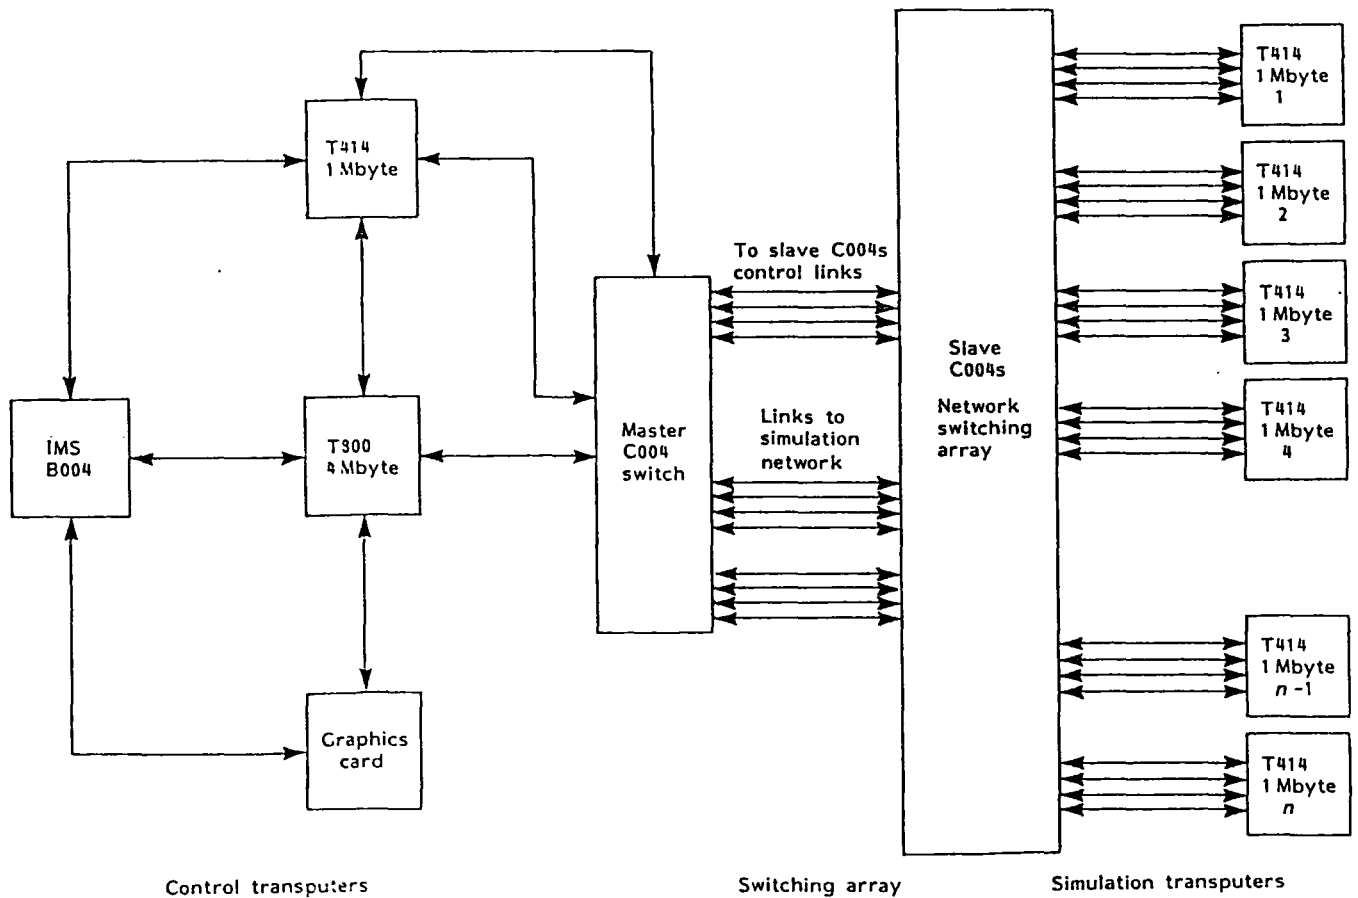 T414
1 Mbyte
IMS
B004
T800
4 Mbyte
Graphics
card
Master
C004
switch
To slave C004s
control links
Links to
simulation
network
Slave
C004s
Network
switching
array
T414
1 Mbyte
1
T414
1 Mbyte
2
T414
1 Mbyte
3
T414
1 Mbyte
4
T414
1 Mbyte
n-1
T414
1 Mbyte
n
Control transputers
Switching array
Simulation transputers